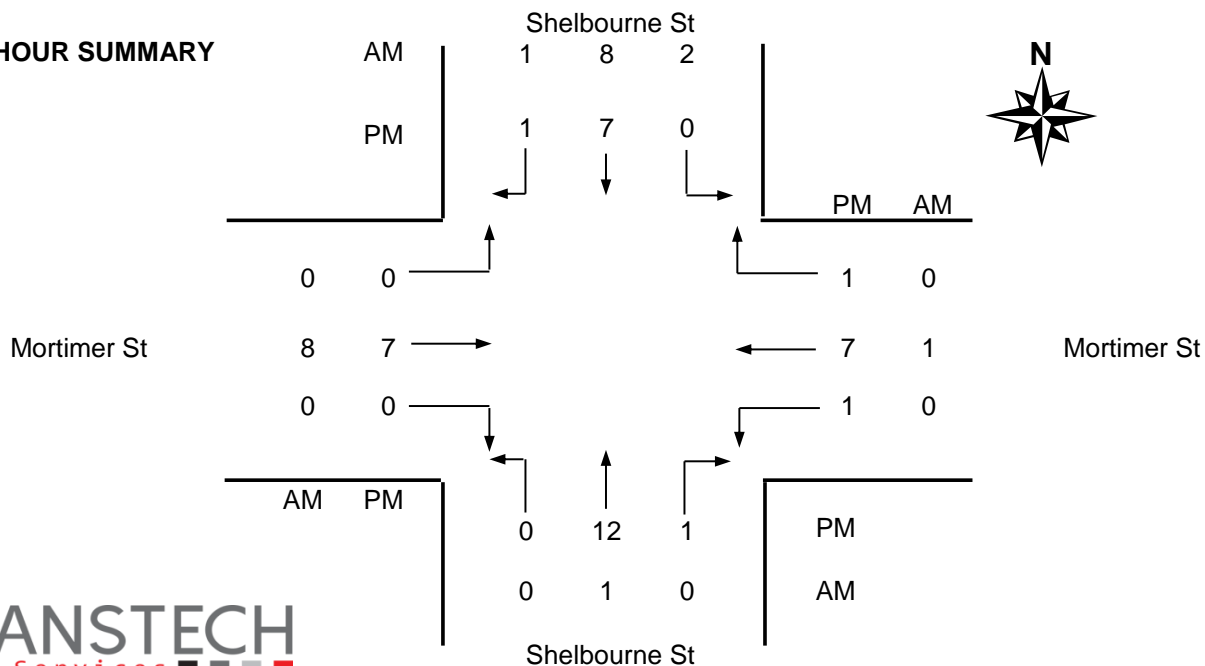 Shelbourne St
HOUR SUMMARY AM 1 8 2 N
PM 1 7 0
PM AM
0 0 1 0
Mortimer St 8 7 7 1 Mortimer St
0 0 1 0
AM PM
0 12 1 PM
0 1 0 AM
ANSTECH
Services
Shelbourne St